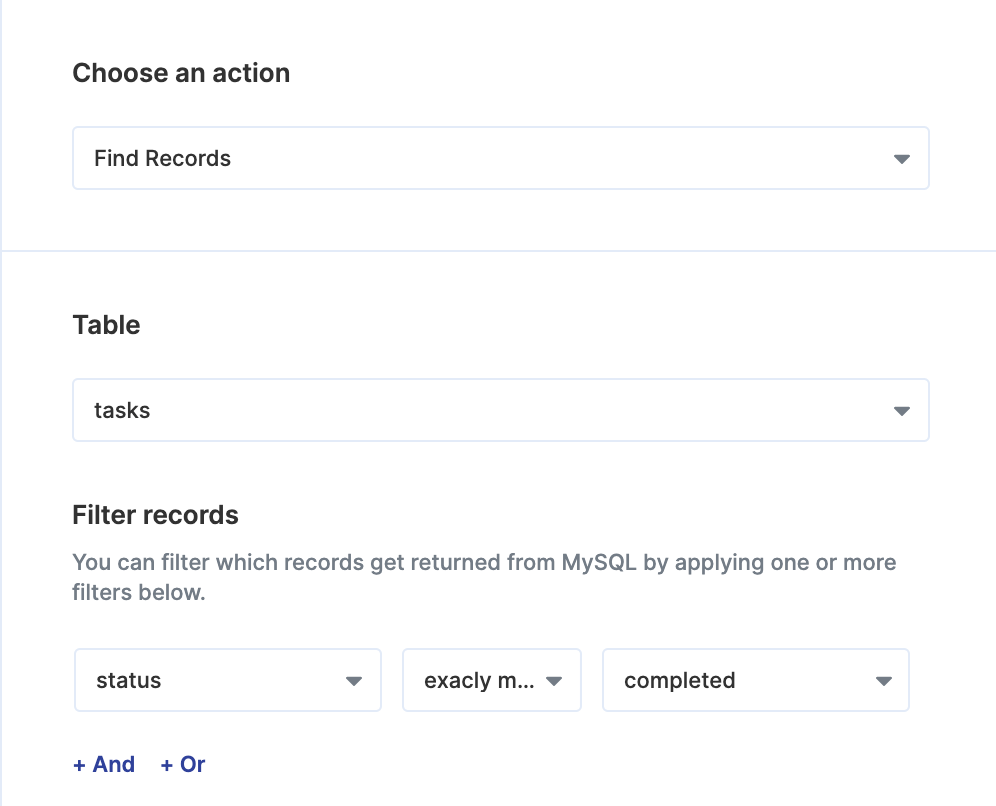 Choose an action
Find Records
Table
tasks
Filter records
You can filter which records get returned from MySQL by applying one or more
filters below.
status
exacly m...
completed
+ And
+ Or